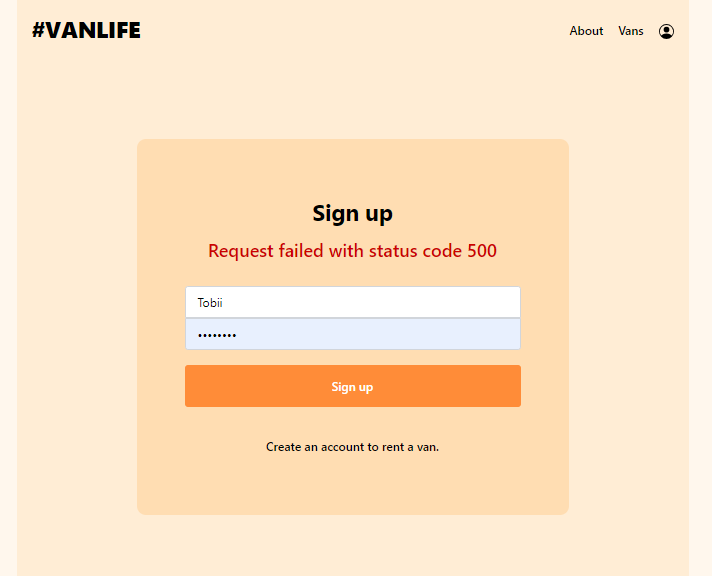 #VANLIFE
About Vans
Sign up
Request failed with status code 500
Tobii
••••••••
Sign up
Create an account to rent a van.